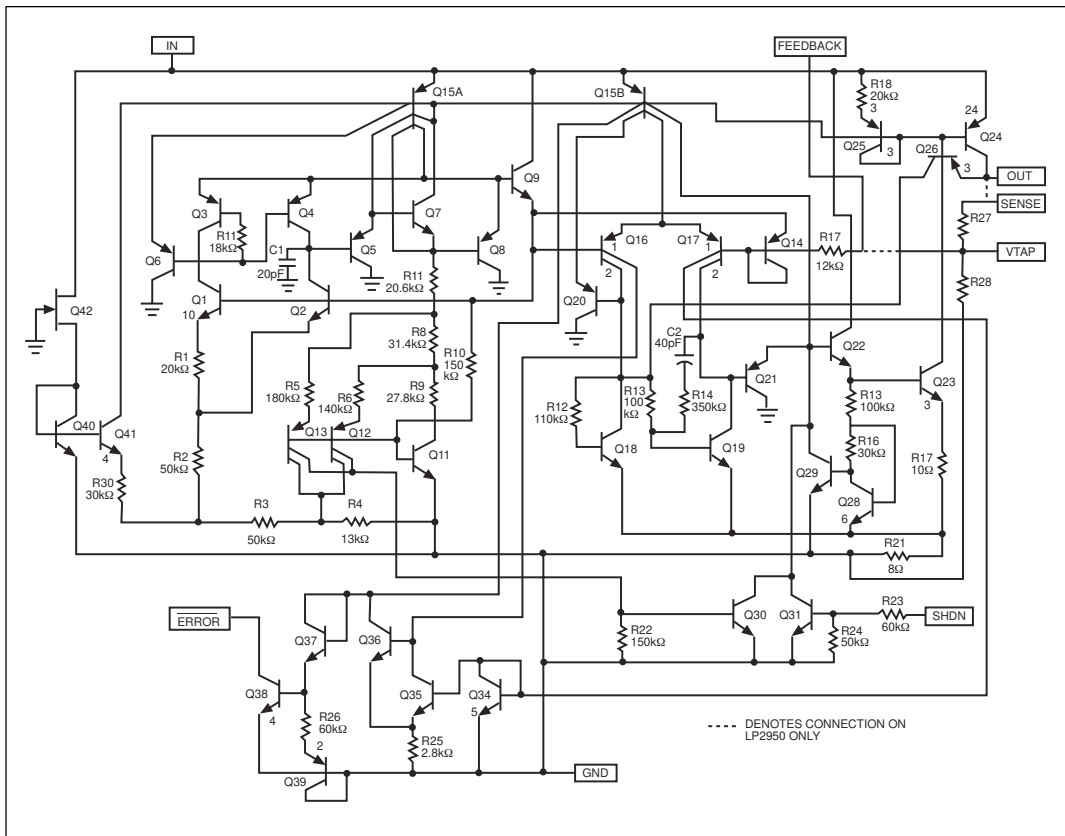 IN
FEEDBACK
Q15A
Q15B
R18
20kΩ
3
24
Q24
Q25
3
Q26
3
OUT
SENSE
R27
VTAP
R28
Q9
Q3
Q4
Q7
R11
18kΩ
C1
20pF
Q5
Q8
Q6
Q16
1
2
Q17
1
2
Q14
R17
12kΩ
R11
20.6kΩ
Q1
10
Q2
Q20
Q42
C2
40pF
Q22
R8
31.4kΩ
R10
150
kΩ
R1
20kΩ
R5
180kΩ
R6
140kΩ
R9
27.8kΩ
R12
110kΩ
R13
100
kΩ
R14
350kΩ
Q21
R13
100kΩ
Q23
3
Q40
Q41
4
Q13
Q12
Q11
Q18
Q19
R16
30kΩ
R17
10Ω
R2
50kΩ
R30
30kΩ
Q29
Q28
6
R3
50kΩ
R4
13kΩ
R21
8Ω
ERROR
Q37
Q36
Q30
Q31
R23
60kΩ
SHDN
R22
150kΩ
R24
50kΩ
Q38
4
Q35
Q34
5
R26
60kΩ
2
R25
2.8kΩ
Q39
GND
DENOTES CONNECTION ON
LP2950 ONLY